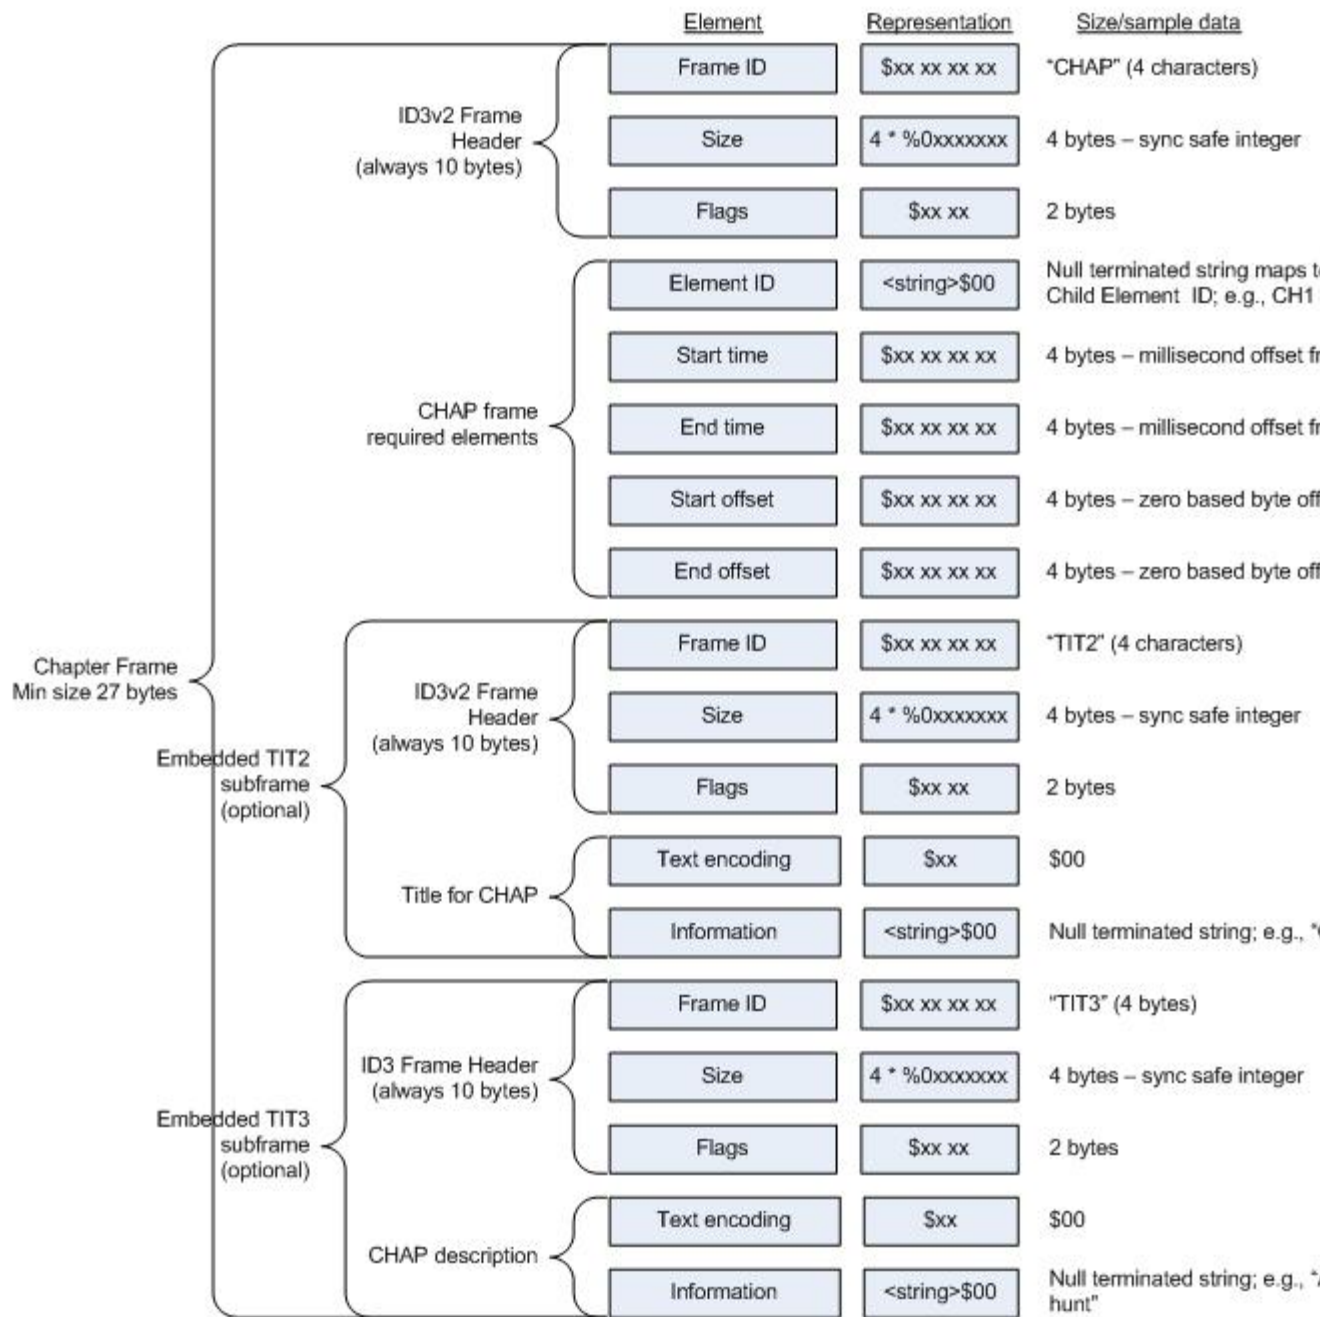 Element Representation Size/sample data
Frame ID $xx xx xx xx "CHAP" (4 characters)
ID3v2 Frame
Header
(always 10 bytes)
Size 4 * %0xxxxxxx 4 bytes – sync safe integer
Flags $xx xx 2 bytes
Element ID <string>$00 Null terminated string maps
Child Element ID; e.g., CH1
Start time $xx xx xx xx 4 bytes – millisecond offset
CHAP frame
required elements
End time $xx xx xx xx 4 bytes – millisecond offset
Start offset $xx xx xx xx 4 bytes – zero based byte
End offset $xx xx xx xx 4 bytes – zero based byte
Chapter Frame
Min size 27 bytes
Frame ID $xx xx xx xx "TIT2" (4 characters)
ID3v2 Frame
Header
(always 10 bytes)
Size 4 * %0xxxxxxx 4 bytes – sync safe integer
Embedded TIT2
subframe
(optional)
Flags $xx xx 2 bytes
Text encoding $xx $00
Title for CHAP
Information <string>$00 Null terminated string; e.g.,
Frame ID $xx xx xx xx "TIT3" (4 bytes)
ID3 Frame Header
(always 10 bytes)
Size 4 * %0xxxxxxx 4 bytes – sync safe integer
Embedded TIT3
subframe
(optional)
Flags $xx xx 2 bytes
Text encoding $xx $00
CHAP description
Information <string>$00 Null terminated string; e.g.,
hunt"